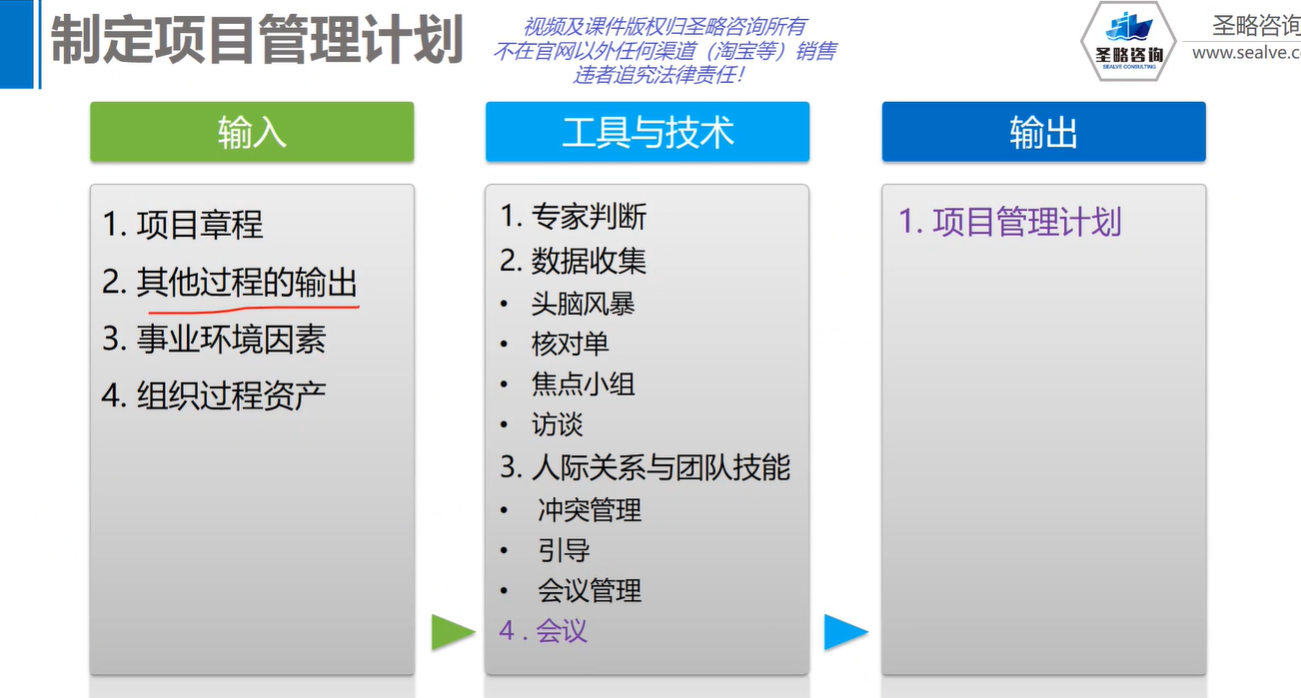 制定项目管理计划
视频及课件版权归圣略咨询所有
不在官网以外任何渠道（淘宝等）销售
违者追究法律责任！
圣略咨询
SEALVE CONSULTING
圣略咨询
www.sealve.c
输入
1. 项目章程
2. 其他过程的输出
3. 事业环境因素
4. 组织过程资产
工具与技术
1. 专家判断
2. 数据收集
• 头脑风暴
• 核对单
• 焦点小组
• 访谈
3. 人际关系与团队技能
• 冲突管理
• 引导
• 会议管理
4 . 会议
输出
1. 项目管理计划